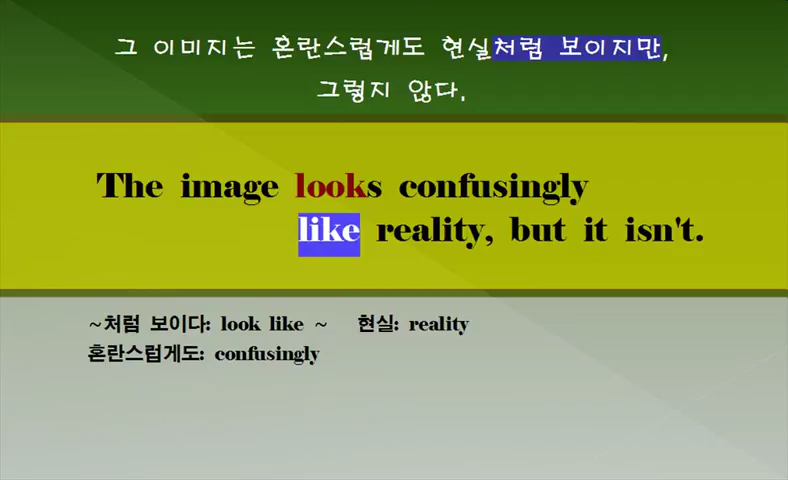 그 이미지는 혼란스럽게도 현실처럼 보이지만,
그렇지 않다.
The image looks confusingly
like reality, but it isn't.
~처럼 보이다: look like ~ 현실: reality
혼란스럽게도: confusingly